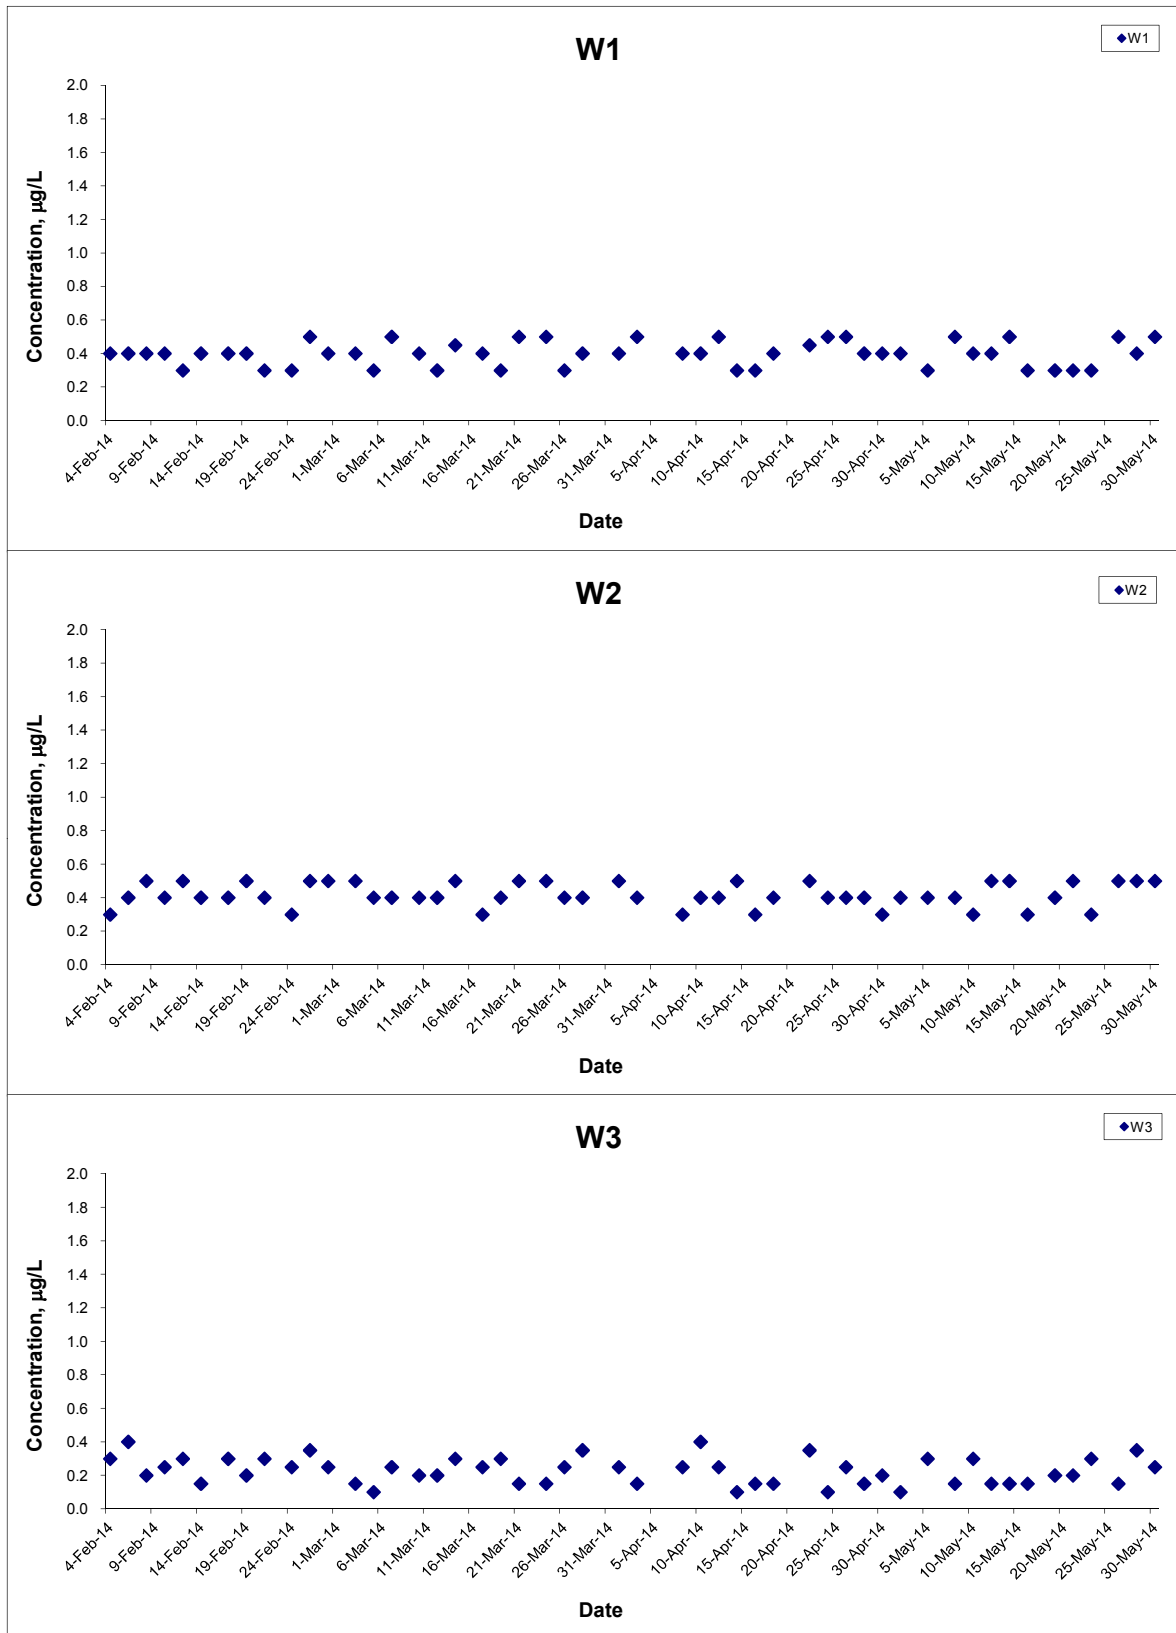 W1
W1
2.0
1.8
1.6
1.4
1.2
1.0
0.8
0.6
0.4
0.2
0.0
Concentration, µg/L
4-Feb-14
9-Feb-14
14-Feb-14
19-Feb-14
24-Feb-14
1-Mar-14
6-Mar-14
11-Mar-14
16-Mar-14
21-Mar-14
26-Mar-14
31-Mar-14
5-Apr-14
10-Apr-14
15-Apr-14
20-Apr-14
25-Apr-14
30-Apr-14
5-May-14
10-May-14
15-May-14
20-May-14
25-May-14
30-May-14
Date
W2
W2
2.0
1.8
1.6
1.4
1.2
1.0
0.8
0.6
0.4
0.2
0.0
Concentration, µg/L
4-Feb-14
9-Feb-14
14-Feb-14
19-Feb-14
24-Feb-14
1-Mar-14
6-Mar-14
11-Mar-14
16-Mar-14
21-Mar-14
26-Mar-14
31-Mar-14
5-Apr-14
10-Apr-14
15-Apr-14
20-Apr-14
25-Apr-14
30-Apr-14
5-May-14
10-May-14
15-May-14
20-May-14
25-May-14
30-May-14
Date
W3
W3
2.0
1.8
1.6
1.4
1.2
1.0
0.8
0.6
0.4
0.2
0.0
Concentration, µg/L
4-Feb-14
9-Feb-14
14-Feb-14
19-Feb-14
24-Feb-14
1-Mar-14
6-Mar-14
11-Mar-14
16-Mar-14
21-Mar-14
26-Mar-14
31-Mar-14
5-Apr-14
10-Apr-14
15-Apr-14
20-Apr-14
25-Apr-14
30-Apr-14
5-May-14
10-May-14
15-May-14
20-May-14
25-May-14
30-May-14
Date